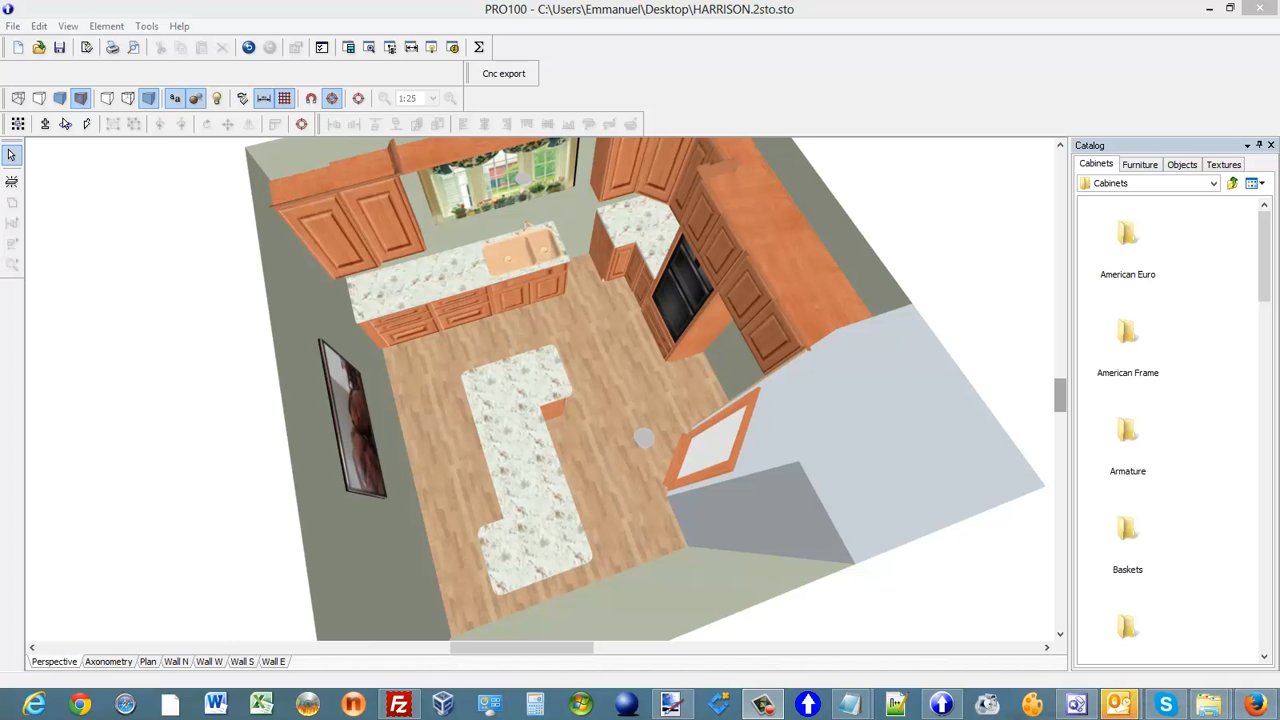 PRO100 - C:\Users\Emmanuel\Desktop\HARRISON.2sto.sto
File Edit View Element Tools Help
Cnc export
1:25
Catalog
Cabinets Furniture Objects Textures
Cabinets
American Euro
American Frame
Armature
Baskets
Perspective Axonometry Plan Wall N Wall W Wall S Wall E